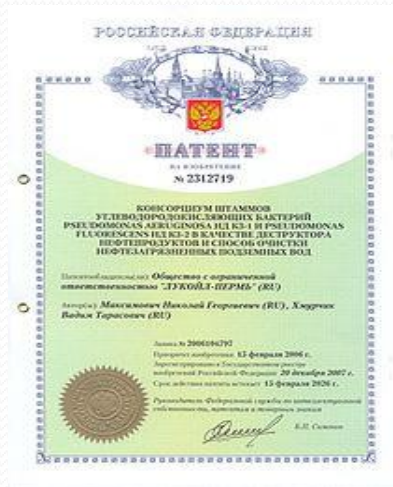 РОССИЙСКАЯ ФЕДЕРАЦИЯ
ПАТЕНТ
НА ИЗОБРЕТЕНИЕ
№ 2312719
КОНСОРЦИУМ ШТАММОВ
УГЛЕВОДОРОДОКИСЛЯЮЩИХ БАКТЕРИЙ
PSEUDOMONAS AERUGINOSA НД КЗ-1 И PSEUDOMONAS
FLUORESCENS НД КЗ-2 В КАЧЕСТВЕ ДЕСТРУКТОРА
НЕФТЕПРОДУКТОВ И СПОСОБ ОЧИСТКИ
НЕФТЕЗАГРЯЗНЕННЫХ ПОДЗЕМНЫХ ВОД
Патентообладатель(ли): Общество с ограниченной
ответственностью "ЛУКОЙЛ-ПЕРМЬ" (RU)
Автор(ы): Максимович Николай Георгиевич (RU), Хмурчик
Вадим Тарасович (RU)
Заявка № 2006104797
Приоритет изобретения 15 февраля 2006 г.
Зарегистрировано в Государственном реестре
изобретений Российской Федерации 20 декабря 2007 г.
Срок действия патента истекает 15 февраля 2026 г.
Руководитель Федеральной службы по интеллектуальной
собственности, патентам и товарным знакам
Б.П. Симонов